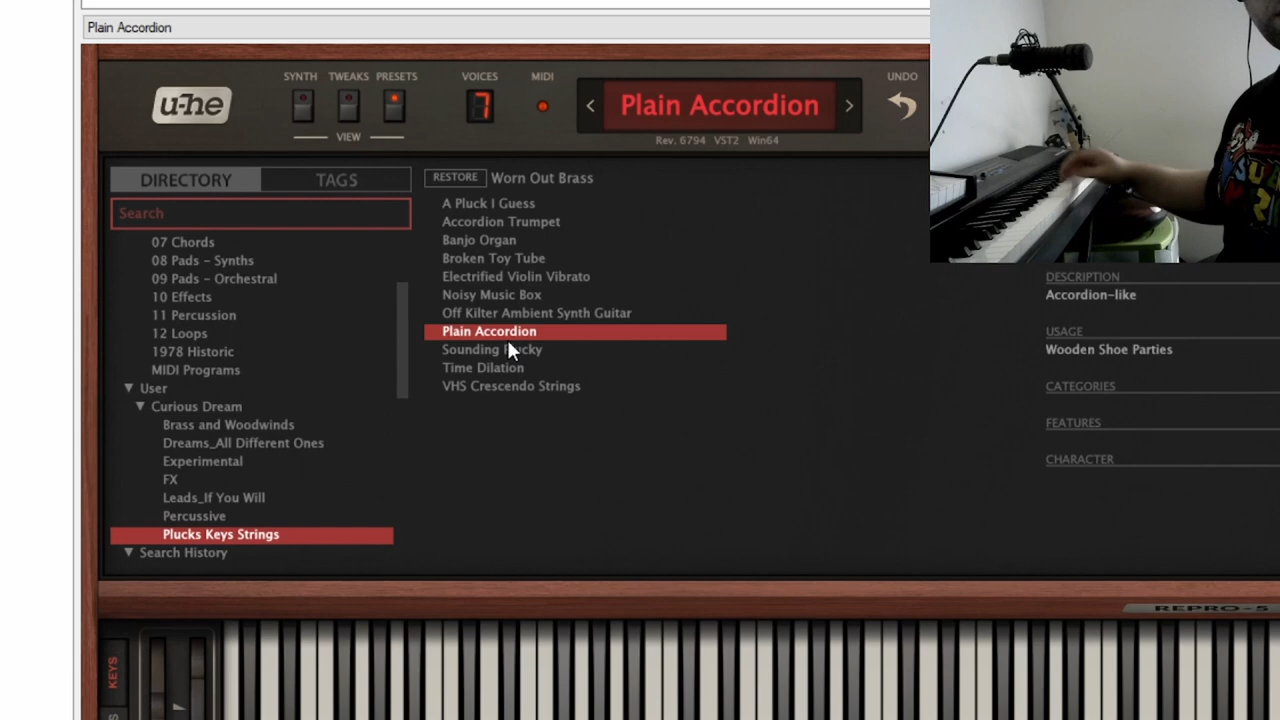 Plain Accordion
u-he
SYNTH TWEAKS PRESETS
VIEW
VOICES
7
MIDI
Plain Accordion
Rev. 6794 VST2 Win64
UNDO
DIRECTORY TAGS
Search
07 Chords
08 Pads - Synths
09 Pads - Orchestral
10 Effects
11 Percussion
12 Loops
1978 Historic
MIDI Programs
User
Curious Dream
Brass and Woodwinds
Dreams_All Different Ones
Experimental
FX
Leads_If You Will
Percussive
Plucks Keys Strings
Search History
RESTORE Worn Out Brass
A Pluck I Guess
Accordion Trumpet
Banjo Organ
Broken Toy Tube
Electrified Violin Vibrato
Noisy Music Box
Off Kilter Ambient Synth Guitar
Plain Accordion
Sounding Plucky
Time Dilation
VHS Crescendo Strings
DESCRIPTION
Accordion-like
USAGE
Wooden Shoe Parties
CATEGORIES
FEATURES
CHARACTER
REPRO-5
KEYS